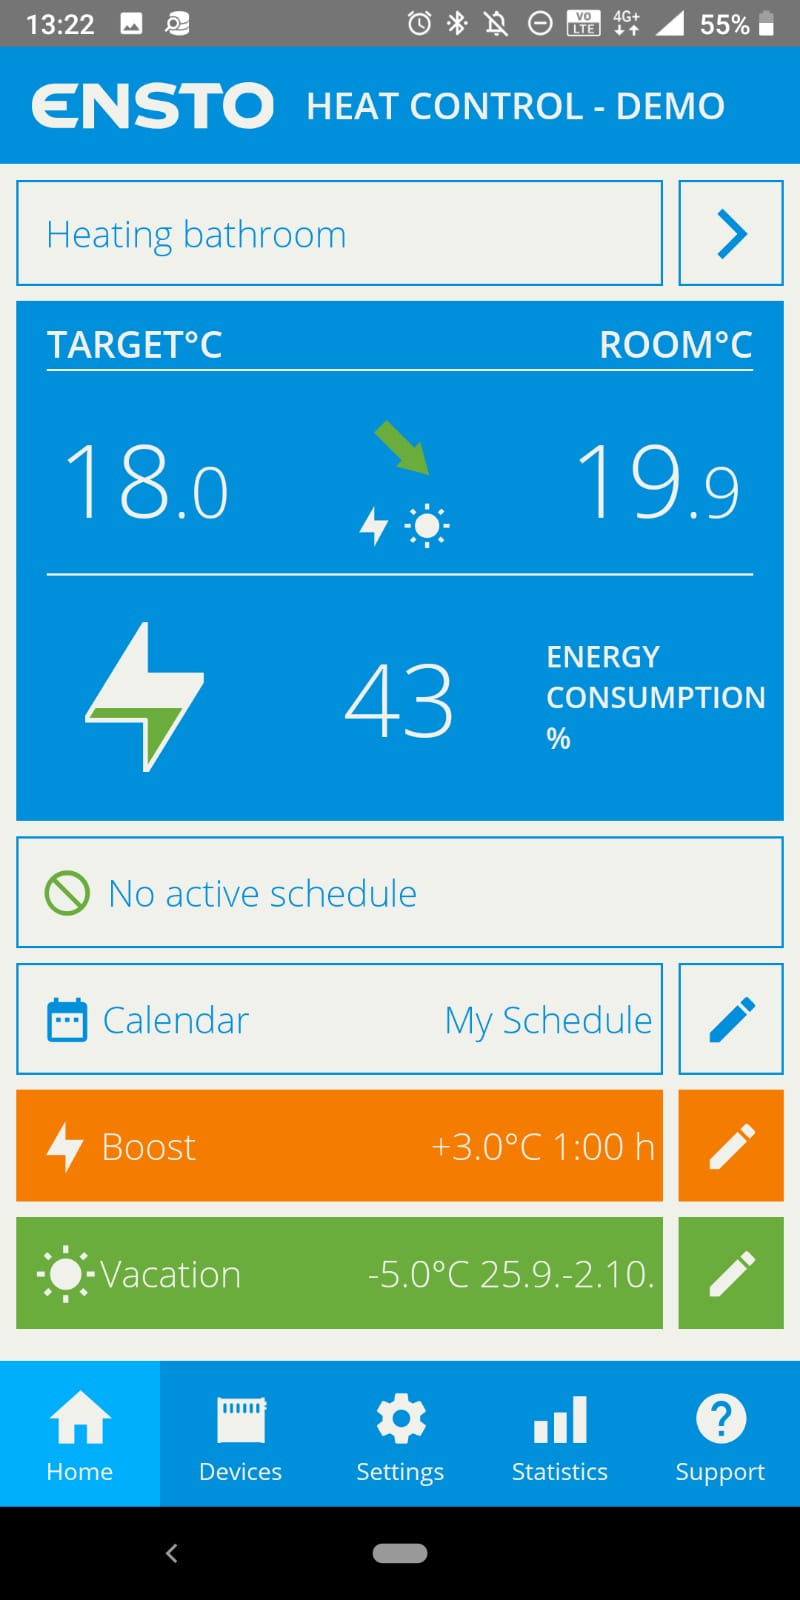 13:22 VO LTE 4G+ 55%
ENSTO HEAT CONTROL - DEMO
Heating bathroom
TARGET°C ROOM°C
18.0 19.9
43
ENERGY
CONSUMPTION
%
No active schedule
Calendar My Schedule
Boost +3.0°C 1:00 h
Vacation -5.0°C 25.9.-2.10.
Home Devices Settings Statistics Support